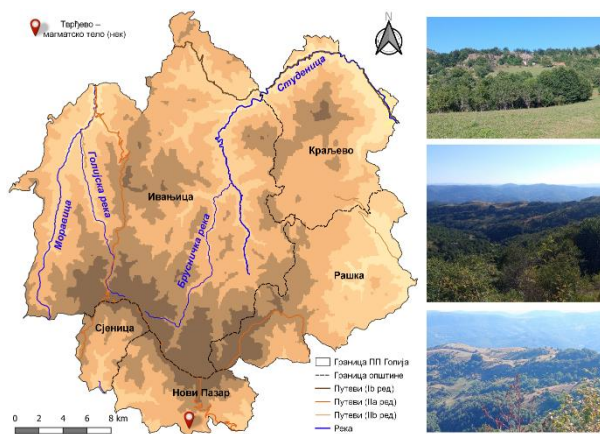 Тврђево –
магматско тело (нек)
Студеница
Краљево
Голијска река
Ивањица
Моравица
Брусничка река
Рашка
Сјеница
Нови Пазар
Граница ПП Голија
Граница општине
Путеви (Ib ред)
Путеви (IIa ред)
Путеви (IIb ред)
Река
0 2 4 6 8 km